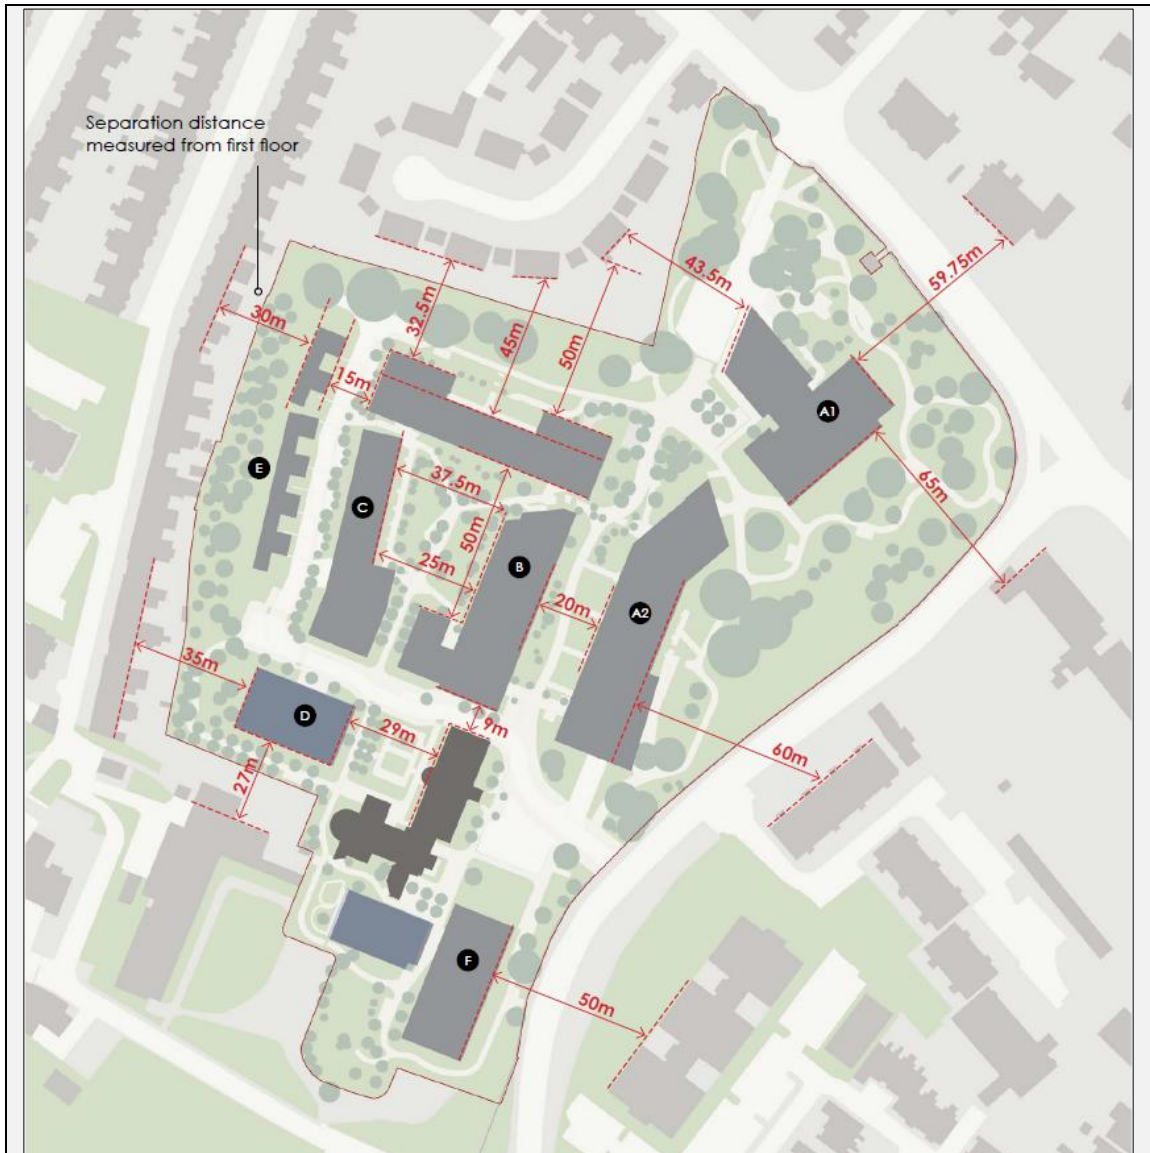 Separation distance
measured from first floor
43.5m
59.75m
32.5m
30m
45m
50m
15m
A1
E
37.5m
65m
C
50m
B
25m
20m
A2
35m
D
29m
9m
60m
27m
F
50m